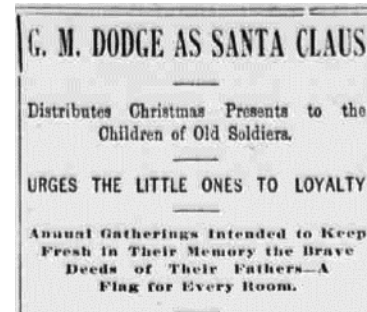 G. M. DODGE AS SANTA CLAUS
Distributes Christmas Presents to the
Children of Old Soldiers.
URGES THE LITTLE ONES TO LOYALTY
Annual Gatherings Intended to Keep
Fresh in Their Memory the Brave
Deeds of Their Fathers—A
Flag for Every Room.